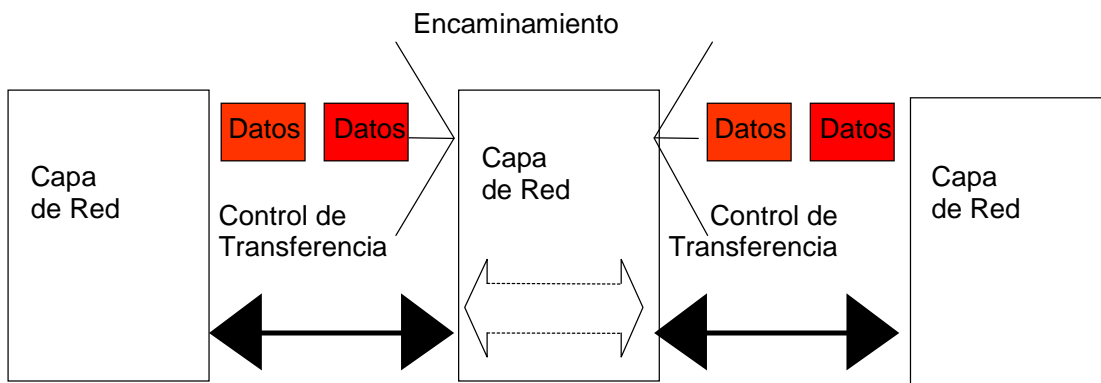 Encaminamiento
Datos
Datos
Datos
Datos
Capa
de Red
Capa
de Red
Capa
de Red
Control de
Transferencia
Control de
Transferencia